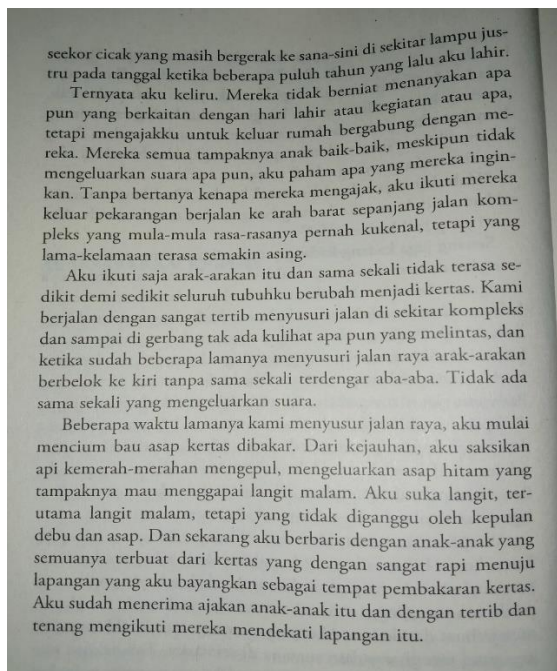 seekor cicak yang masih bergerak ke sana-sini di sekitar lampu jus-
tru pada tanggal ketika beberapa puluh tahun yang lalu aku lahir.
Ternyata aku keliru. Mereka tidak berniat menanyakan apa
pun yang berkaitan dengan hari lahir atau kegiatan atau apa,
tetapi mengajakku untuk keluar rumah bergabung dengan me-
reka. Mereka semua tampaknya anak baik-baik, meskipun tidak
mengeluarkan suara apa pun, aku paham apa yang mereka ingin-
kan. Tanpa bertanya kenapa mereka mengajak, aku ikuti mereka
keluar pekarangan berjalan ke arah barat sepanjang jalan kom-
pleks yang mula-mula rasa-rasanya pernah kukenal, tetapi yang
lama-kelamaan terasa semakin asing.
Aku ikuti saja arak-arakan itu dan sama sekali tidak terasa se-
dikit demi sedikit seluruh tubuhku berubah menjadi kertas. Kami
berjalan dengan sangat tertib menyusuri jalan di sekitar kompleks
dan sampai di gerbang tak ada kulihat apa pun yang melintas, dan
ketika sudah beberapa lamanya menyusuri jalan raya arak-arakan
berbelok ke kiri tanpa sama sekali terdengar aba-aba. Tidak ada
sama sekali yang mengeluarkan suara.
Beberapa waktu lamanya kami menyusur jalan raya, aku mulai
mencium bau asap kertas dibakar. Dari kejauhan, aku saksikan
api kemerah-merahan mengepul, mengeluarkan asap hitam yang
tampaknya mau menggapai langit malam. Aku suka langit, ter-
utama langit malam, tetapi yang tidak diganggu oleh kepulan
debu dan asap. Dan sekarang aku berbaris dengan anak-anak yang
semuanya terbuat dari kertas yang dengan sangat rapi menuju
lapangan yang aku bayangkan sebagai tempat pembakaran kertas.
Aku sudah menerima ajakan anak-anak itu dan dengan tertib dan
tenang mengikuti mereka mendekati lapangan itu.